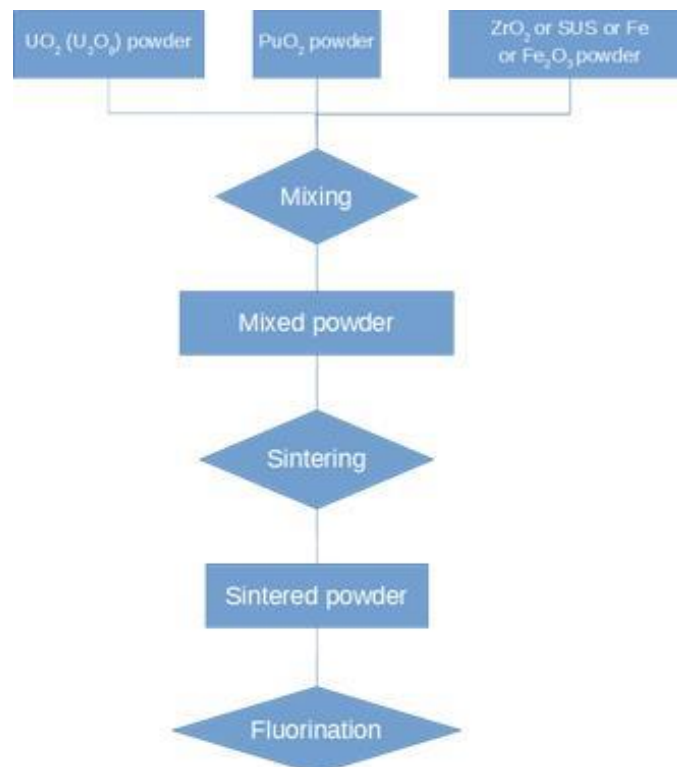 UO₂ (U₃O₈) powder
PuO₂ powder
ZrO₂ or SUS or Fe
or Fe₂O₃ powder
Mixing
Mixed powder
Sintering
Sintered powder
Fluorination